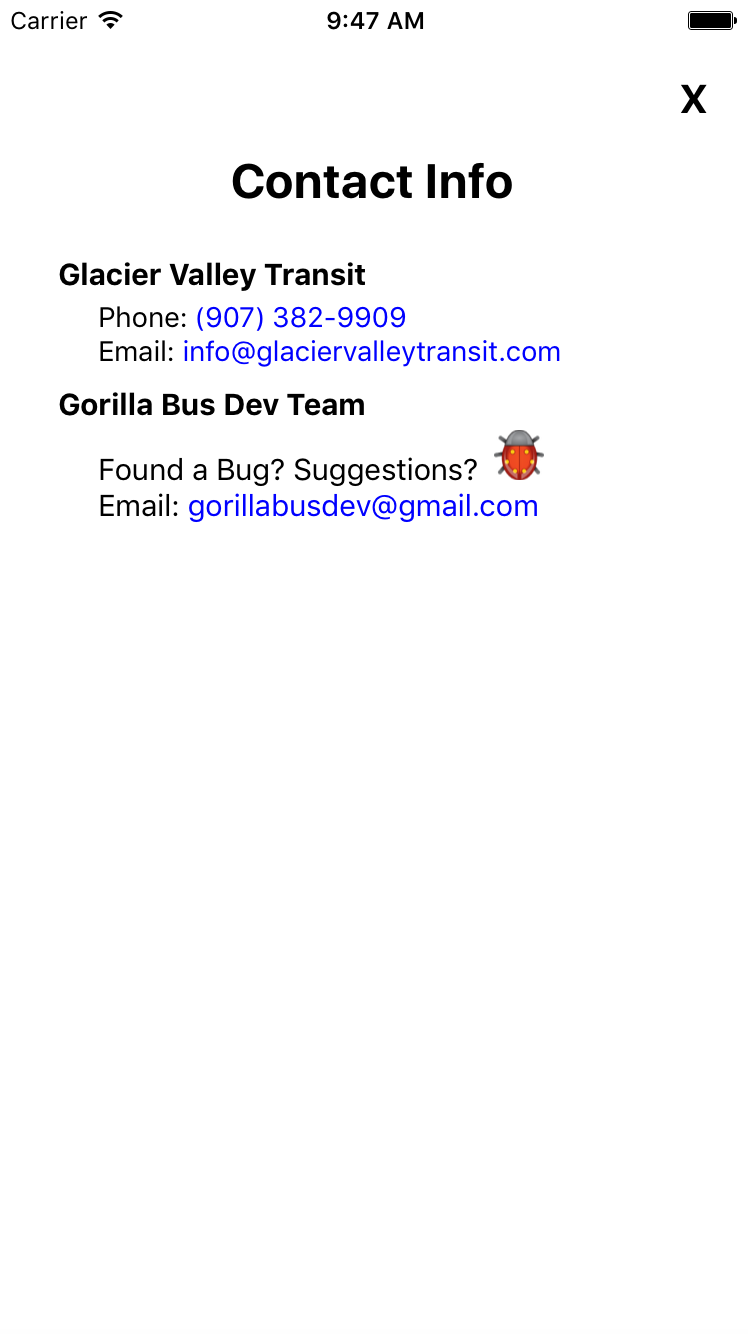 Carrier 9:47 AM
X
Contact Info
Glacier Valley Transit
Phone: (907) 382-9909
Email: info@glaciervalleytransit.com
Gorilla Bus Dev Team
Found a Bug? Suggestions?
Email: gorillabusdev@gmail.com